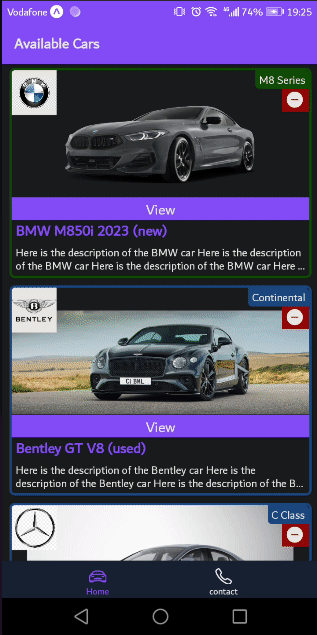 Vodafone 4G 74% 19:25
Available Cars
M8 Series
View
BMW M850i 2023 (new)
Here is the description of the BMW car Here is the description
of the BMW car Here is the description of the BMW car Here ...
Continental
BENTLEY
C1 BML
View
Bentley GT V8 (used)
Here is the description of the Bentley car Here is the
description of the Bentley car Here is the description of the B...
C Class
Home
contact